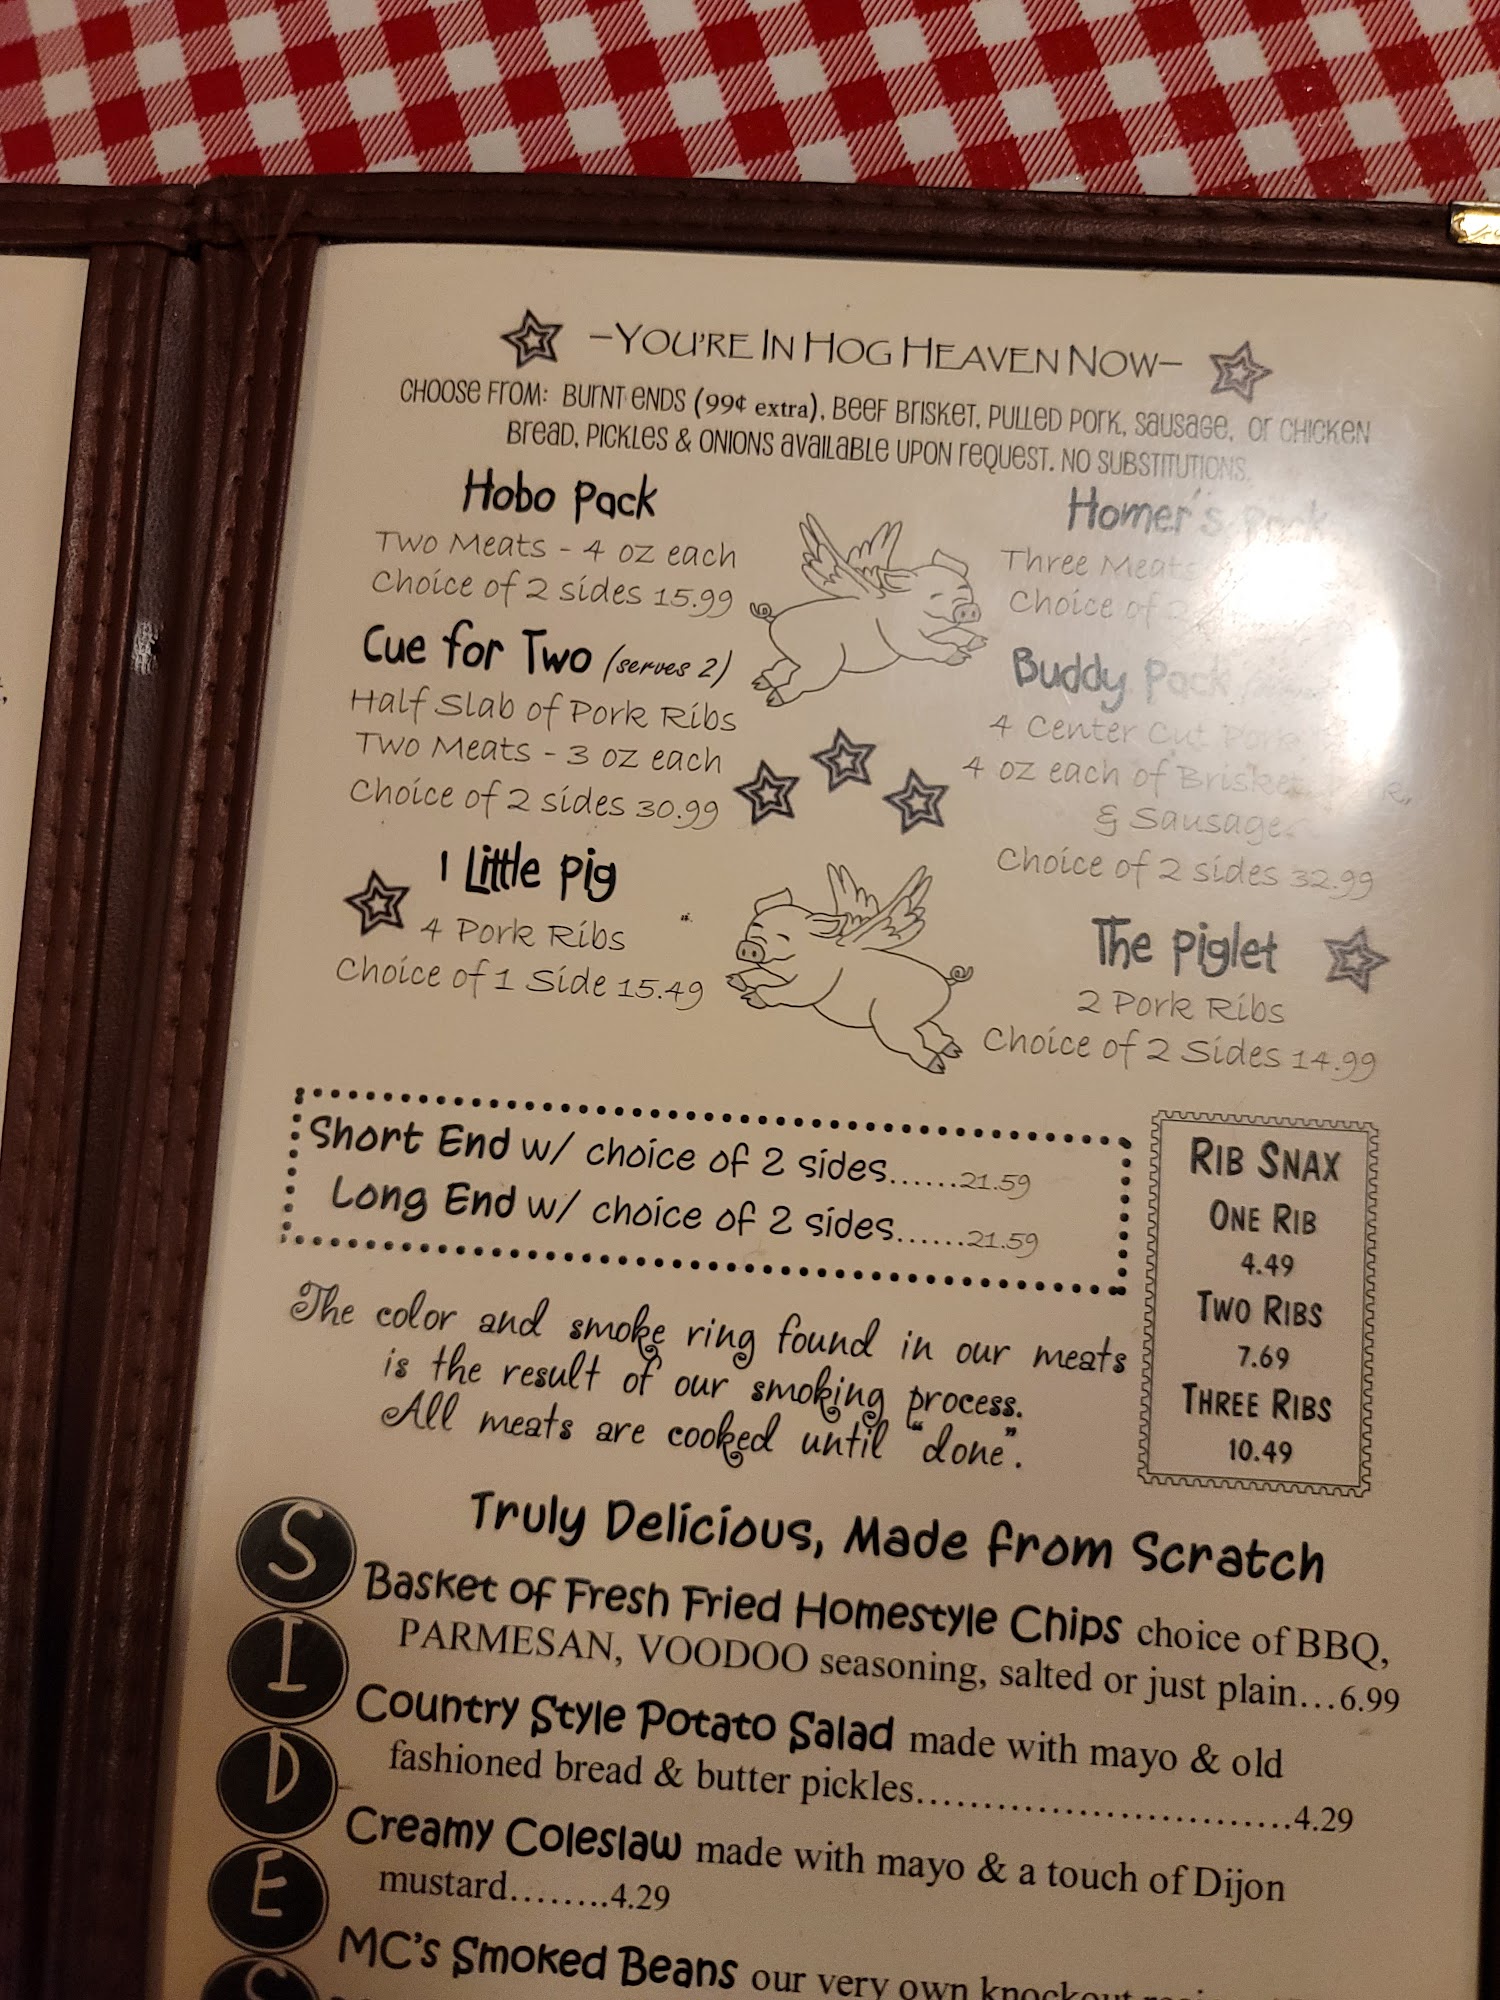 -You're In Hog Heaven Now-
Choose From: Burnt Ends (99¢ extra), Beef Brisket, Pulled Pork, Sausage, or Chicken
Bread, Pickles & Onions available upon request. No Substitutions.
Hobo Pack
Two Meats - 4 oz each
Choice of 2 sides 15.99
Cue for Two (serves 2)
Half Slab of Pork Ribs
Two Meats - 3 oz each
Choice of 2 sides 30.99
1 Little Pig
4 Pork Ribs
Choice of 1 Side 15.49
Homer's Pack
Three Meats
Choice of
Buddy Pack
4 Center Cut Pork
4 oz each of Brisket,
& Sausage.
Choice of 2 sides 32.99
The Piglet
2 Pork Ribs
Choice of 2 Sides 14.99
Short End w/ choice of 2 sides......21.59
Long End w/ choice of 2 sides......21.59
Rib Snax
One Rib
4.49
Two Ribs
7.69
Three Ribs
10.49
The color and smoke ring found in our meats
is the result of our smoking process.
All meats are cooked until "done".
SIDES
Truly Delicious, Made from Scratch
Basket of Fresh Fried Homestyle Chips choice of BBQ,
PARMESAN, VOODOO seasoning, salted or just plain...6.99
Country Style Potato Salad made with mayo & old
fashioned bread & butter pickles............................4.29
Creamy Coleslaw made with mayo & a touch of Dijon
mustard........4.29
MC's Smoked Beans our very own knockout